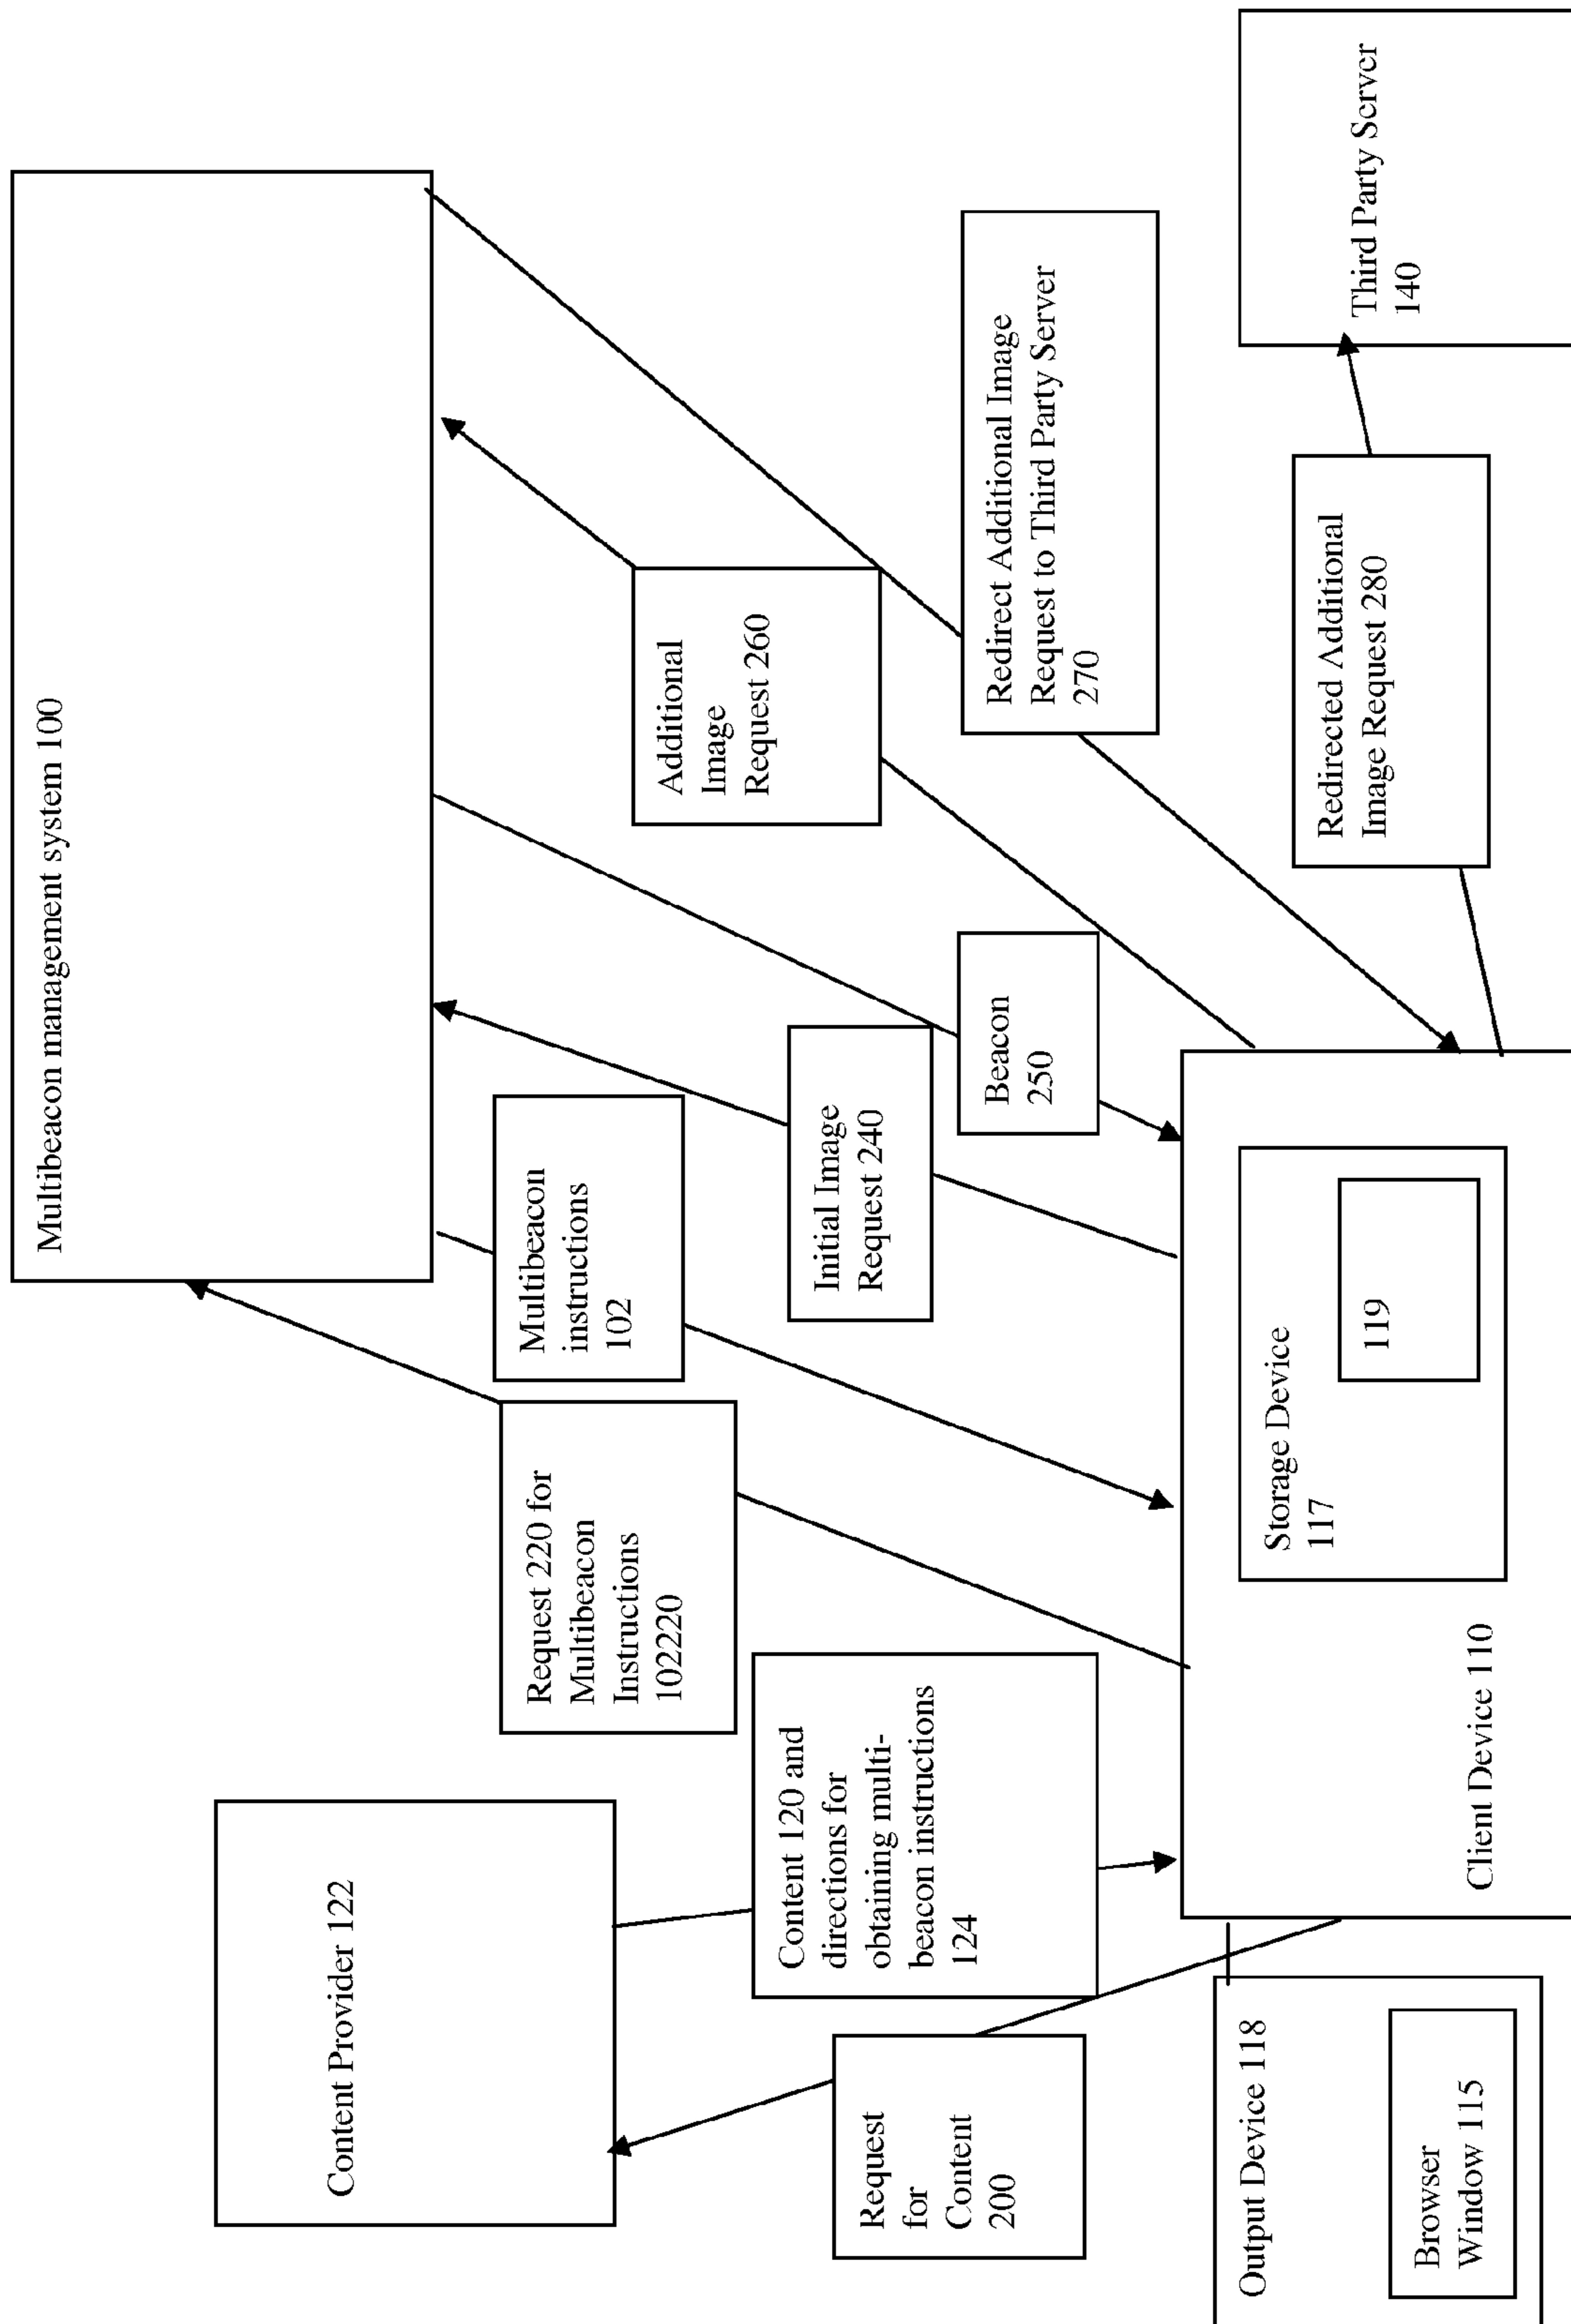 Multibeacon management system 100
Content Provider 122
Request 220 for
Multibeacon
Instructions
102220
Multibeacon
instructions
102
Additional
Image
Request 260
Content 120 and
directions for
obtaining multi-
beacon instructions
124
Initial Image
Request 240
Request
for
Content
200
Beacon
250
Redirect Additional Image
Request to Third Party Server
270
Output Device 118
Browser
Window 115
Storage Device
117
119
Client Device 110
Redirected Additional
Image Request 280
Third Party Server
140